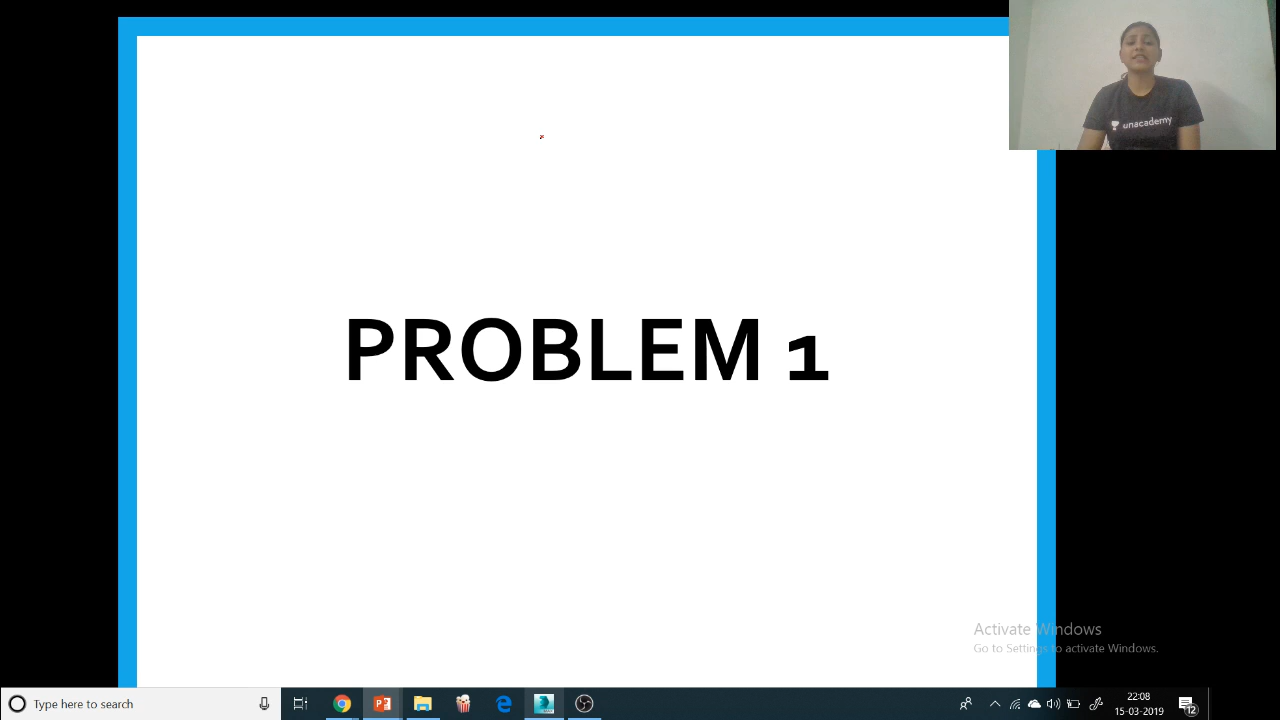 unacademy
PROBLEM 1
Activate Windows
Go to Settings to activate Windows.
Type here to search
22:08
15-03-2019
12